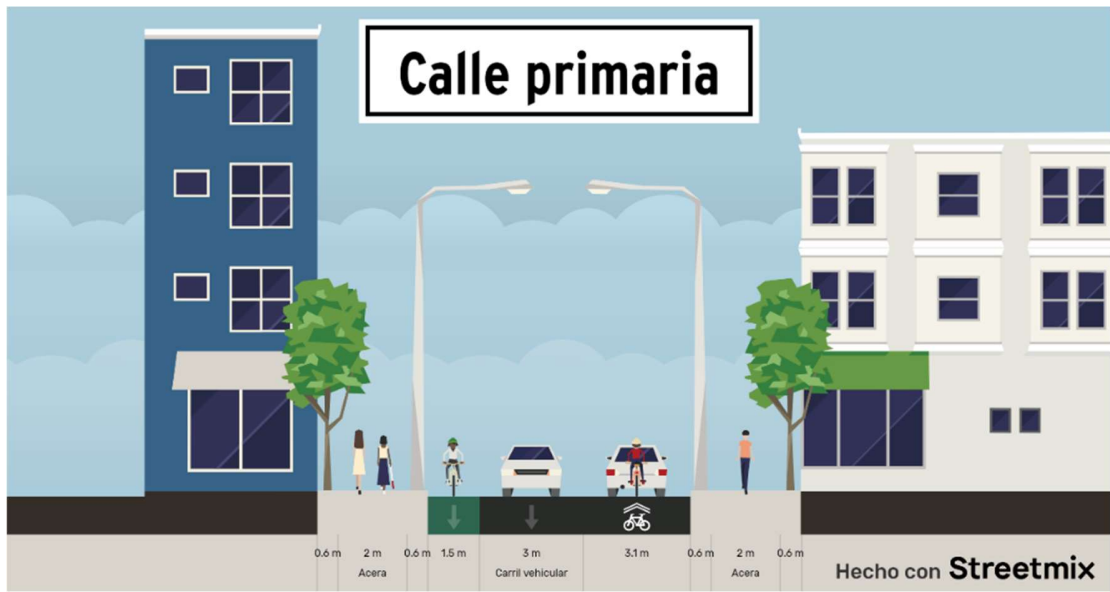 Calle primaria
0.6 m 2 m 0.6 m 1.5 m 3 m 3.1 m 0.6 m 2 m 0.6 m
Acera Carril vehicular Acera
Hecho con Streetmix